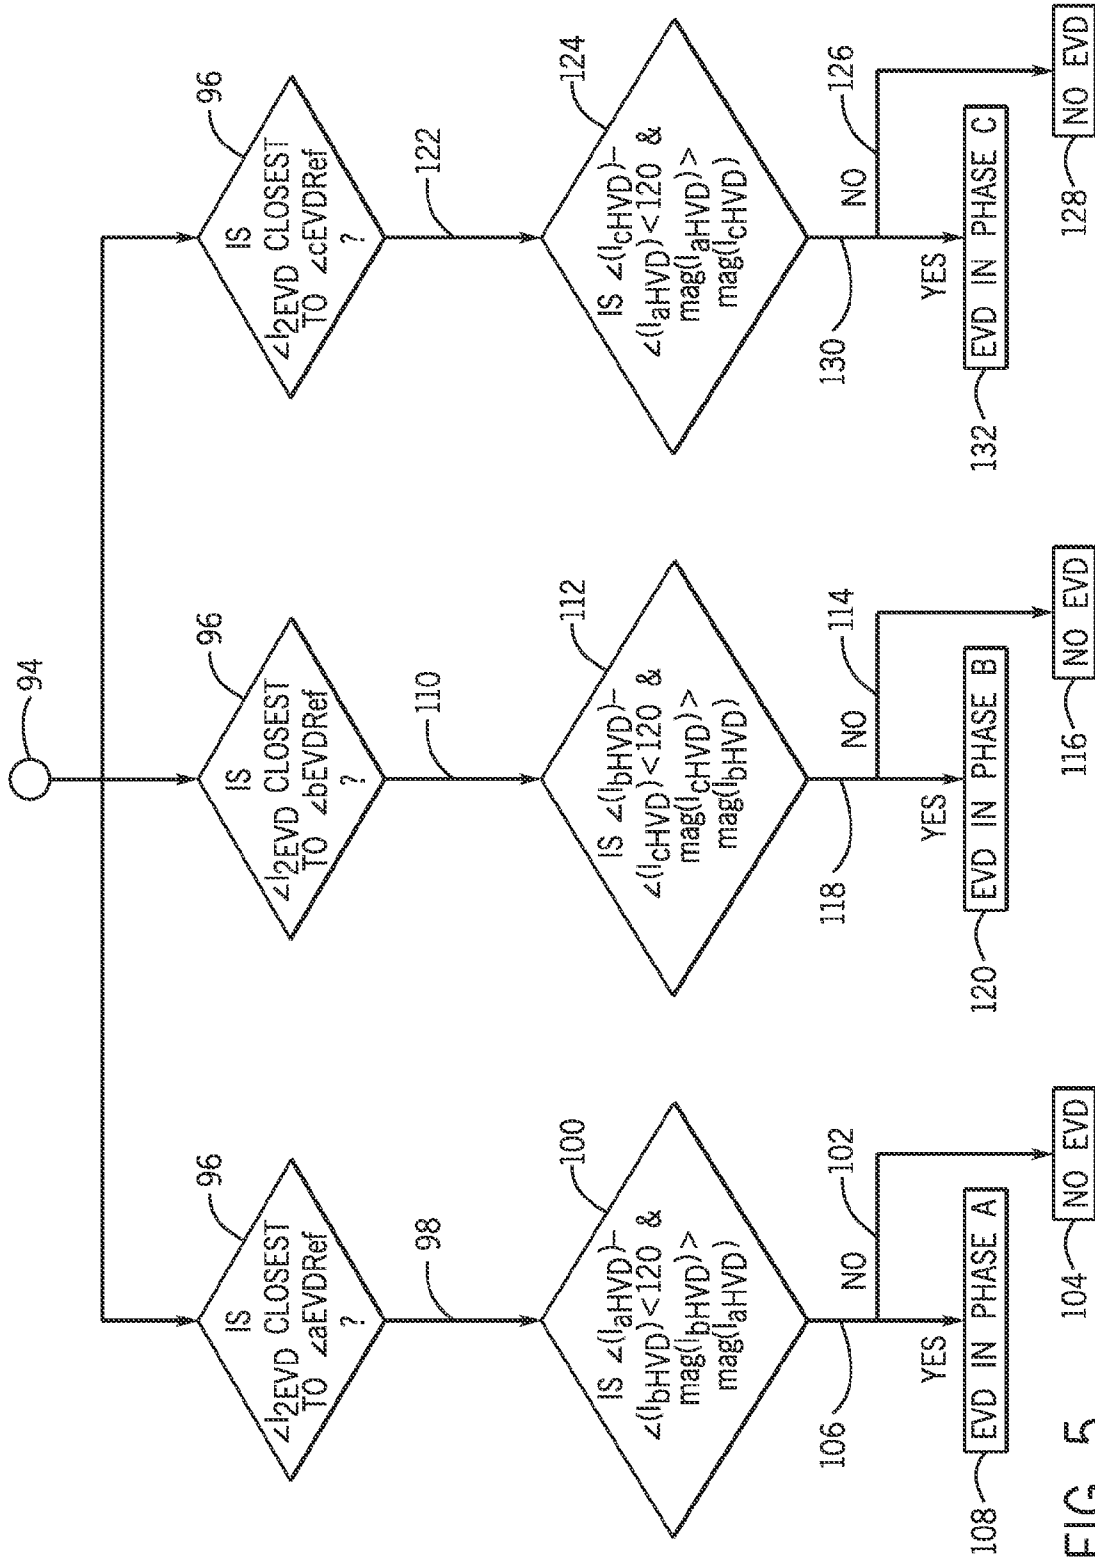 94
96
IS
∠I2EVD CLOSEST
TO ∠aEVDRef
?
98
100
IS ∠(IaHVD)–
∠(IbHVD)<120 &
mag(IbHVD)>
mag(IaHVD)
106
NO
102
YES
108
EVD IN PHASE A
104
NO EVD
96
IS
∠I2EVD CLOSEST
TO ∠bEVDRef
?
110
112
IS ∠(IbHVD)–
∠(IcHVD)<120 &
mag(IcHVD)>
mag(IbHVD)
118
NO
114
YES
120
EVD IN PHASE B
116
NO EVD
96
IS
∠I2EVD CLOSEST
TO ∠cEVDRef
?
122
124
IS ∠(IcHVD)–
∠(IaHVD)<120 &
mag(IaHVD)>
mag(IcHVD)
130
NO
126
YES
132
EVD IN PHASE C
128
NO EVD
FIG. 5